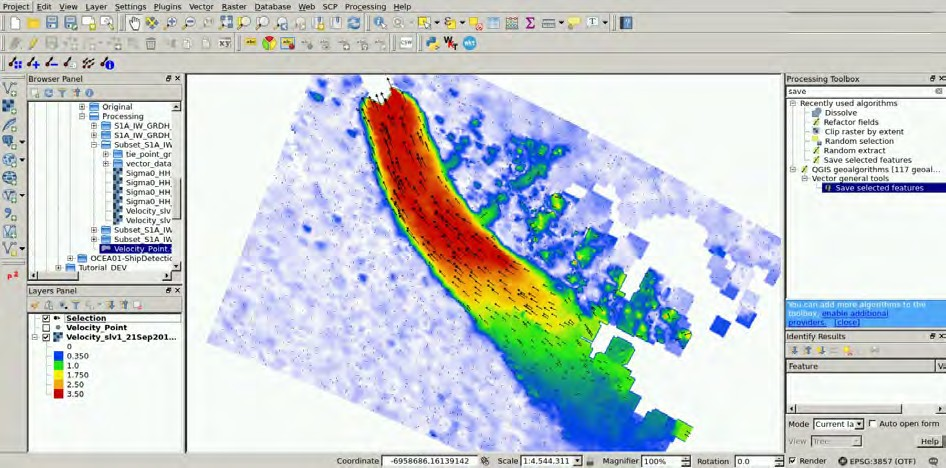 Project Edit View Layer Settings Plugins Vector Raster Database Web SCP Processing Help
Browser Panel
Original
Processing
S1A_IW_GRDH_
S1A_IW_GRDH_
Subset_S1A_IW
tie_point_gr
vector_data
Sigma0_HH
Sigma0_HH
Sigma0_HH
Sigma0_HH
Velocity_slv
Velocity_slv
Subset_S1A_IW
Subset_S1A_IW
Velocity_Point.
OCEA01-ShipDetectic
Tutorial_DEV
Layers Panel
Selection
Velocity_Point
Velocity_slv1_21Sep201...
0
0.350
1.0
1.750
2.50
3.50
Processing Toolbox
save
Recently used algorithms
Dissolve
Refactor fields
Clip raster by extent
Random selection
Random extract
Save selected features
QGIS geoalgorithms [117 geoal...
Vector general tools
Save selected features
You can add more algorithms to the
toolbox, enable additional
providers. [close]
Identify Results
Feature Va
Mode Current la Auto open form
View Tree Help
Coordinate -6958686,16139142 Scale 1:4.544.311 Magnifier 100% Rotation 0.0 Render EPSG:3857 (OTF)